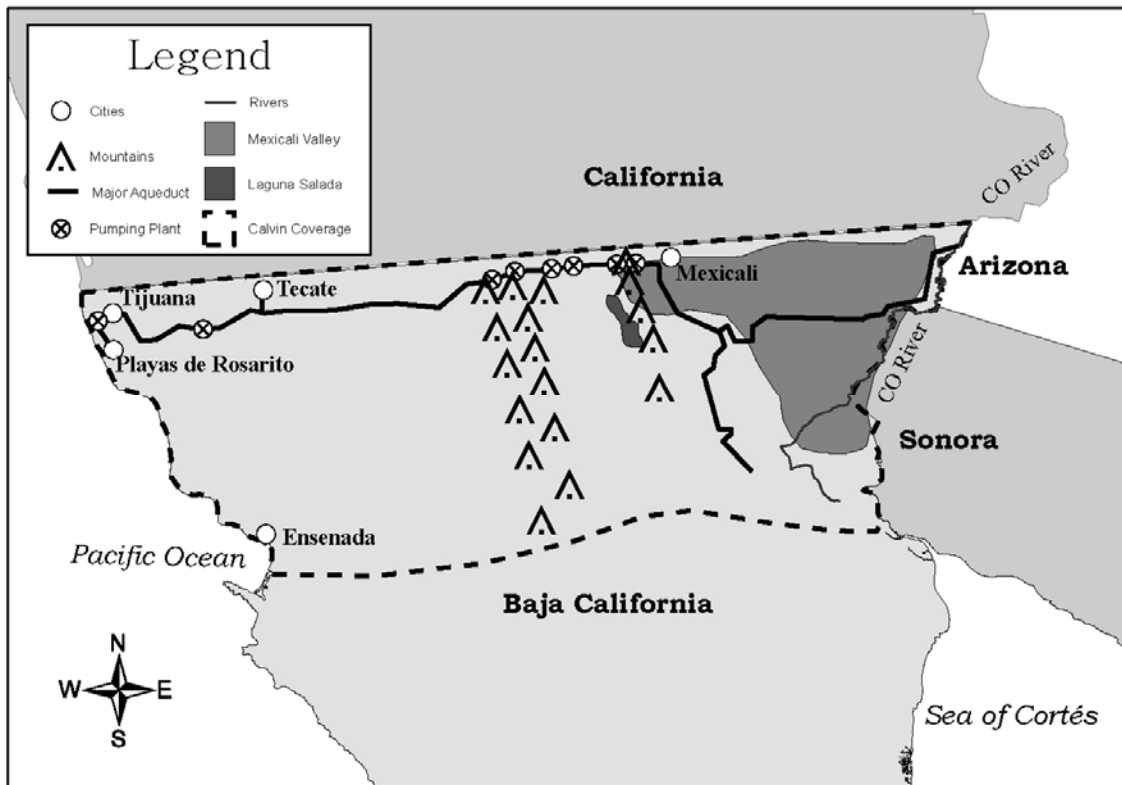 Legend
Cities
Mountains
Major Aqueduct
Pumping Plant
Rivers
Mexicali Valley
Laguna Salada
Calvin Coverage
California
CO River
Arizona
Mexicali
Tijuana
Tecate
Playas de Rosarito
CO River
Sonora
Ensenada
Pacific Ocean
Baja California
Sea of Cortés
N
W E
S